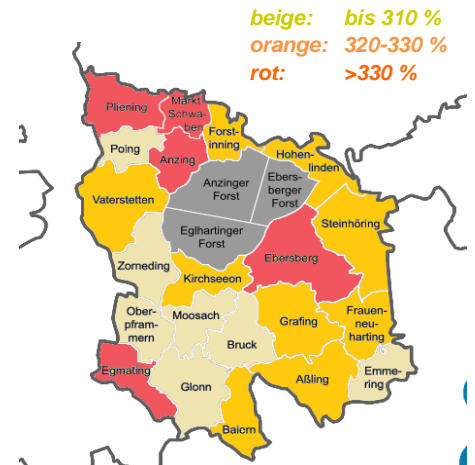 beige: bis 310 %
orange: 320-330 %
rot: >330 %
Pliening
Markt
Schwa-
ben
Forst-
inning
Poing
Anzing
Hohen-
linden
Anzinger
Forst
Ebers-
berger
Forst
Vaterstetten
Steinhöring
Eglhartinger
Forst
Ebersberg
Zorneding
Kirchseeon
Ober-
pfram-
mern
Moosach
Grafing
Frauen-
neu-
harting
Bruck
Egmating
Glonn
Aßling
Emme-
ring
Baiern